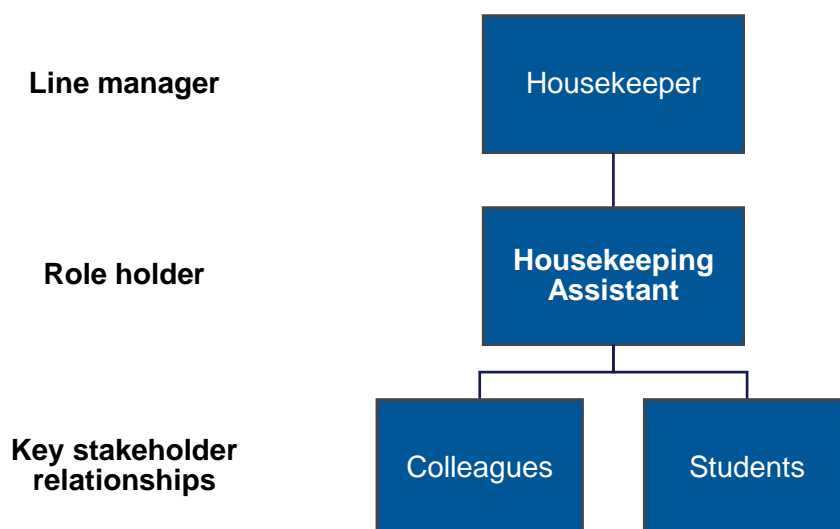 Line manager
Housekeeper
Role holder
Housekeeping
Assistant
Key stakeholder
relationships
Colleagues
Students